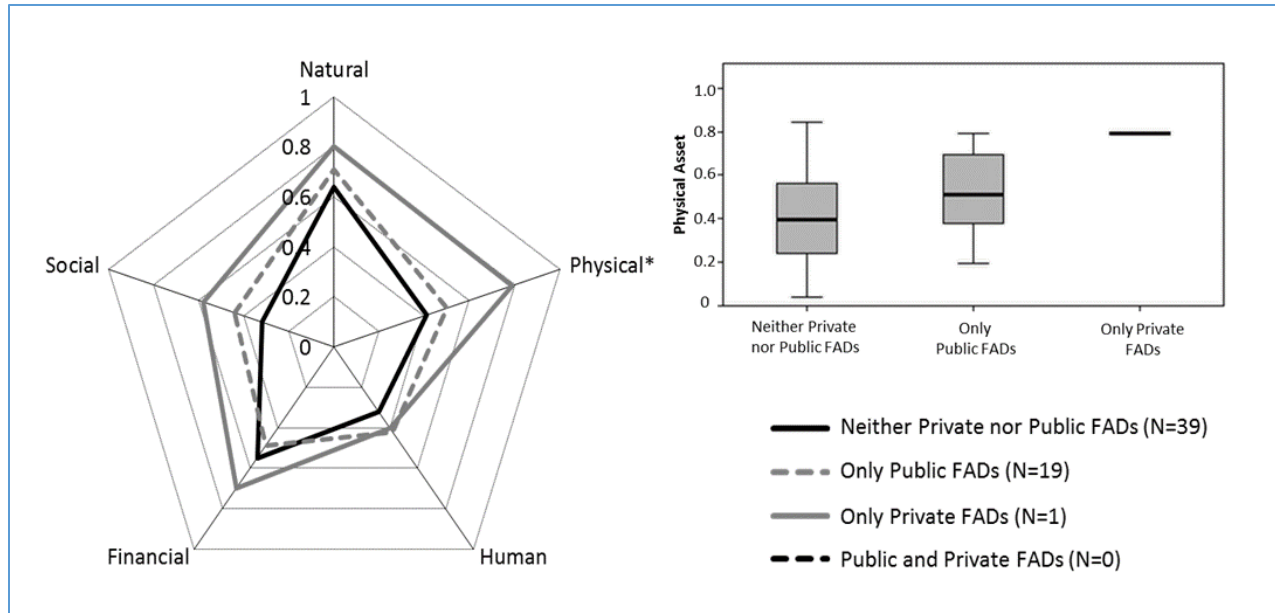 Natural
1
0.8
0.6
0.4
0.2
0
Social
Physical*
Financial
Human
Physical Asset
1.0
0.8
0.6
0.4
0.2
0
Neither Private
nor Public FADs
Only
Public FADs
Only Private
FADs
Neither Private nor Public FADs (N=39)
Only Public FADs (N=19)
Only Private FADs (N=1)
Public and Private FADs (N=0)